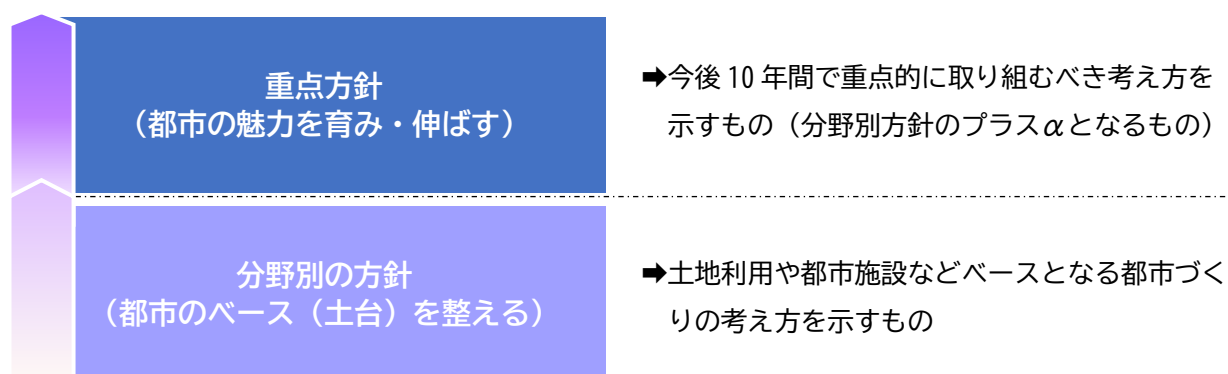 重点方針
(都市の魅力を育み・伸ばす)
➡今後10年間で重点的に取り組むべき考え方を
示すもの(分野別方針のプラスαとなるもの)
分野別の方針
(都市のベース(土台)を整える)
➡土地利用や都市施設などベースとなる都市づく
りの考え方を示すもの